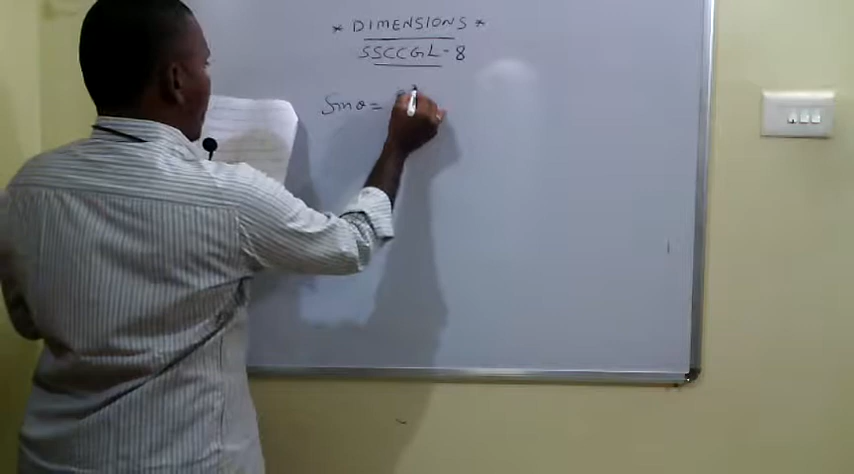 * DIMENSIONS *
SSCCGL-8
Sinθ =